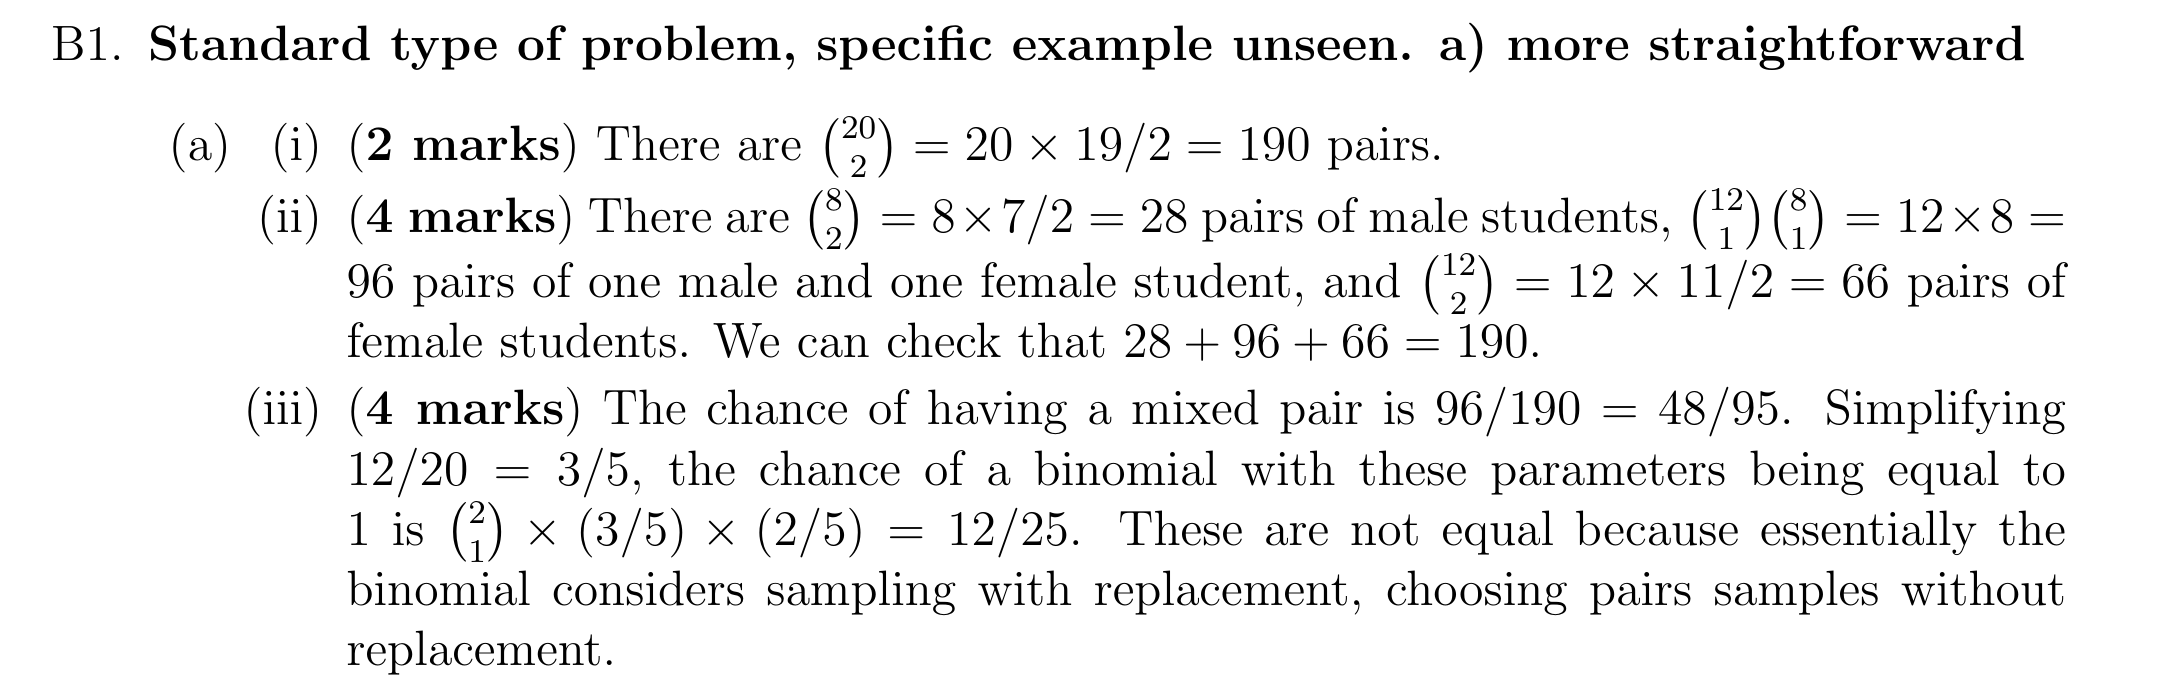 B1. Standard type of problem, specific example unseen. a) more straightforward
(a) (i) (2 marks) There are $\binom{20}{2}$ = 20 × 19/2 = 190 pairs.
(ii) (4 marks) There are $\binom{8}{2}$ = 8×7/2 = 28 pairs of male students, $\binom{12}{1}\binom{8}{1}$ = 12×8 =
96 pairs of one male and one female student, and $\binom{12}{2}$ = 12 × 11/2 = 66 pairs of
female students. We can check that 28 + 96 + 66 = 190.
(iii) (4 marks) The chance of having a mixed pair is 96/190 = 48/95. Simplifying
12/20 = 3/5, the chance of a binomial with these parameters being equal to
1 is $\binom{2}{1}$ × (3/5) × (2/5) = 12/25. These are not equal because essentially the
binomial considers sampling with replacement, choosing pairs samples without
replacement.